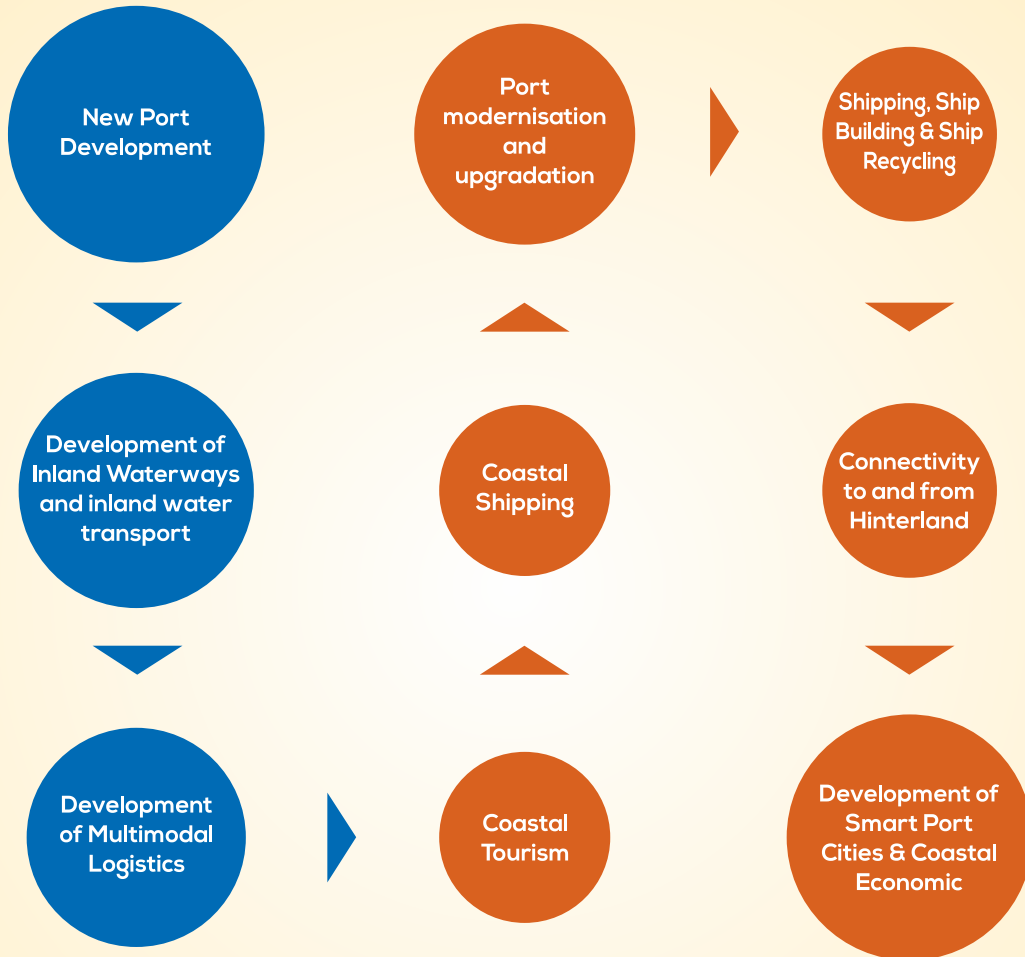 New Port
Development
Development of
Inland Waterways
and inland water
transport
Development
of Multimodal
Logistics
Coastal
Tourism
Coastal
Shipping
Port
modernisation
and
upgradation
Shipping, Ship
Building & Ship
Recycling
Connectivity
to and from
Hinterland
Development of
Smart Port
Cities & Coastal
Economic